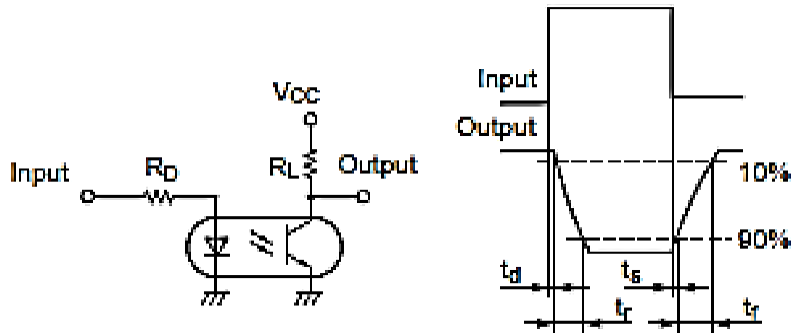 Input
RD
VCC
RL
Output
Input
Output
10%
90%
td
ts
tr
tf